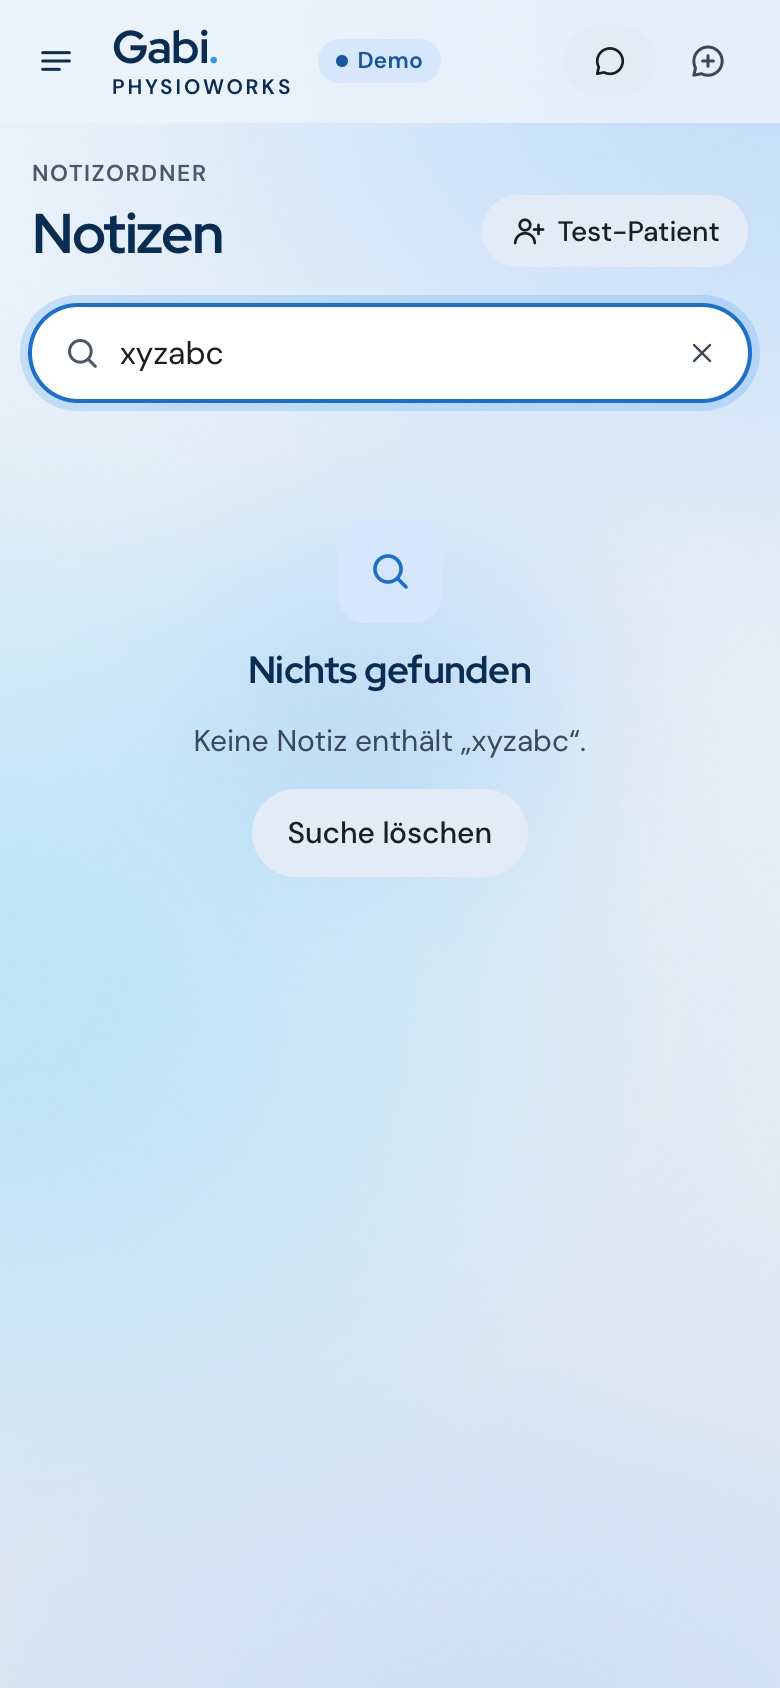 Gabi.
PHYSIOWORKS
Demo
NOTIZORDNER
Notizen
Test-Patient
xyzabc
Nichts gefunden
Keine Notiz enthält „xyzabc“.
Suche löschen